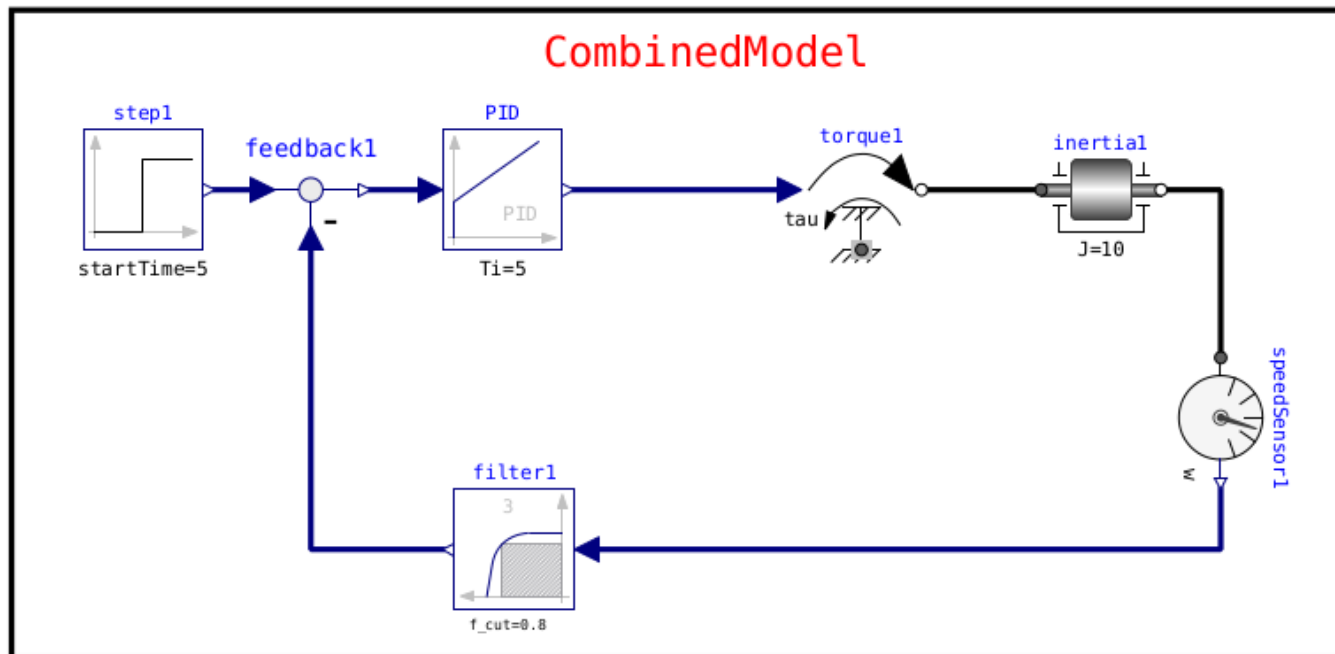 CombinedModel
step1
feedback1
PID
torque1
inertia1
PID
-
tau
startTime=5
Ti=5
J=10
speedSensor1
w
filter1
3
f_cut=0.8